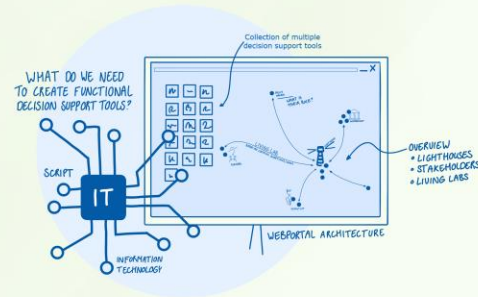 Collection of multiple
decision support tools
WHAT DO WE NEED
TO CREATE FUNCTIONAL
DECISION SUPPORT TOOLS?
X
SCRIPT
IT
OVERVIEW
• LIGHTHOUSES
• STAKEHOLDERS
• LIVING LABS
WEBPORTAL ARCHITECTURE
INFORMATION
TECHNOLOGY